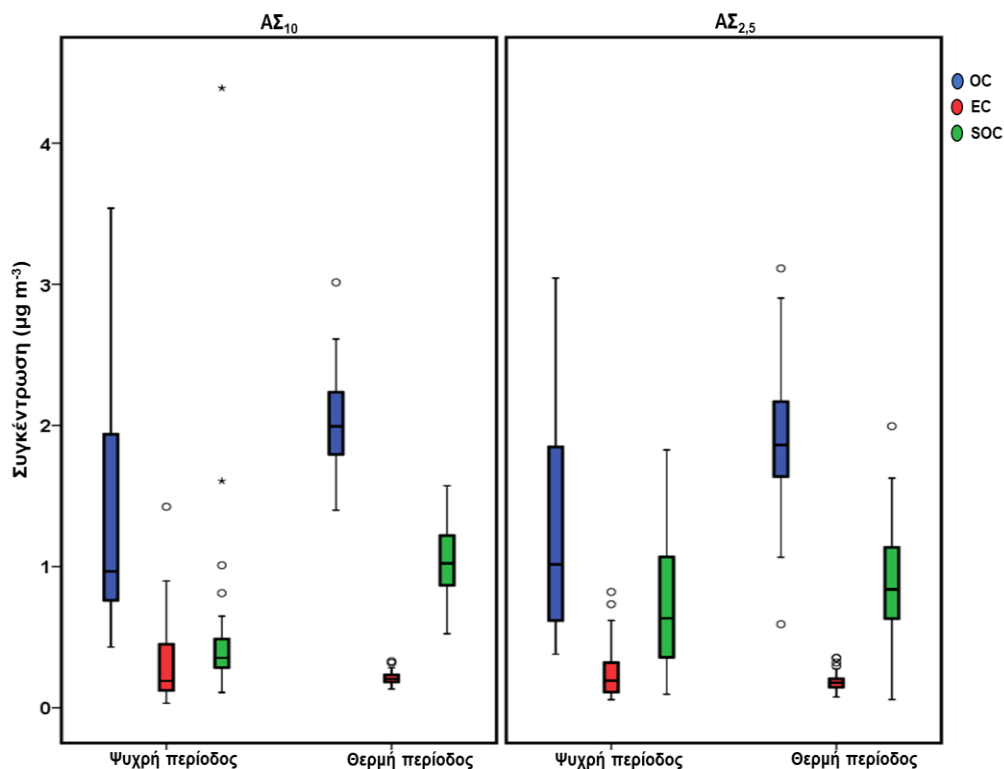 ΑΣ10
ΑΣ2,5
OC
EC
SOC
Συγκέντρωση (μg m-3)
4
3
2
1
0
Ψυχρή περίοδος
Θερμή περίοδος
Ψυχρή περίοδος
Θερμή περίοδος